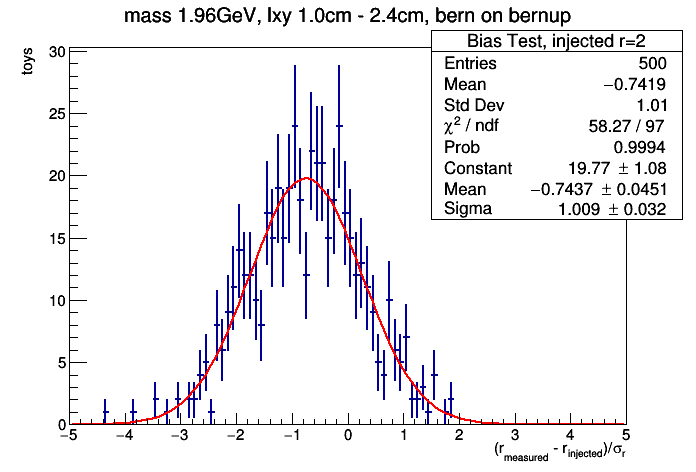 mass 1.96GeV, lxy 1.0cm - 2.4cm, bern on bernup
Bias Test, injected r=2
Entries 500
Mean −0.7419
Std Dev 1.01
χ² / ndf 58.27 / 97
Prob 0.9994
Constant 19.77 ± 1.08
Mean −0.7437 ± 0.0451
Sigma 1.009 ± 0.032
toys
30
25
20
15
10
5
0
−5 −4 −3 −2 −1 0 1 2 3 4 5
(r_measured - r_injected)/σ_r